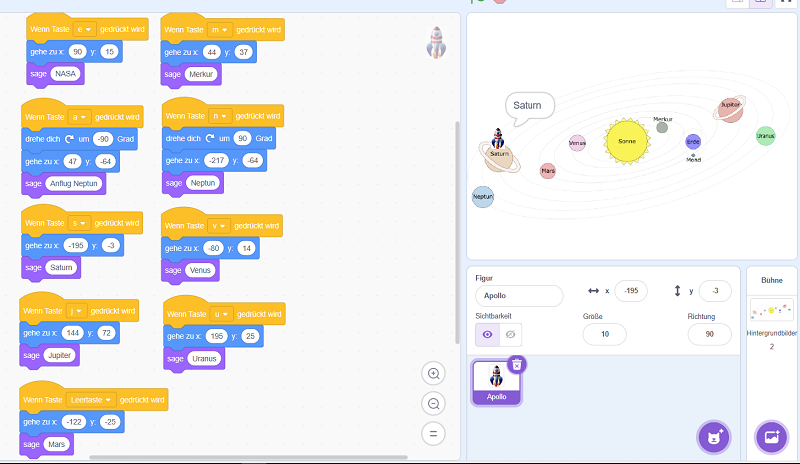 Wenn Taste e gedrückt wird
gehe zu x: 90 y: 15
sage NASA
Wenn Taste m gedrückt wird
gehe zu x: 44 y: 37
sage Merkur
Wenn Taste a gedrückt wird
drehe dich um -90 Grad
gehe zu x: 47 y: -64
sage Anflug Neptun
Wenn Taste n gedrückt wird
drehe dich um 90 Grad
gehe zu x: -217 y: -64
sage Neptun
Wenn Taste s gedrückt wird
gehe zu x: -195 y: -3
sage Saturn
Wenn Taste v gedrückt wird
gehe zu x: -80 y: 14
sage Venus
Wenn Taste j gedrückt wird
gehe zu x: 144 y: 72
sage Jupiter
Wenn Taste u gedrückt wird
gehe zu x: 195 y: 25
sage Uranus
Wenn Taste Leertaste gedrückt wird
gehe zu x: -122 y: -25
sage Mars
Saturn
Jupiter
Merkur
Uranus
Venus
Sonne
Erde
Saturn
Mond
Mars
Neptun
Figur
Apollo
x -195
y -3
Sichtbarkeit
Größe
10
Richtung
90
Apollo
Bühne
Hintergrundbilder
2